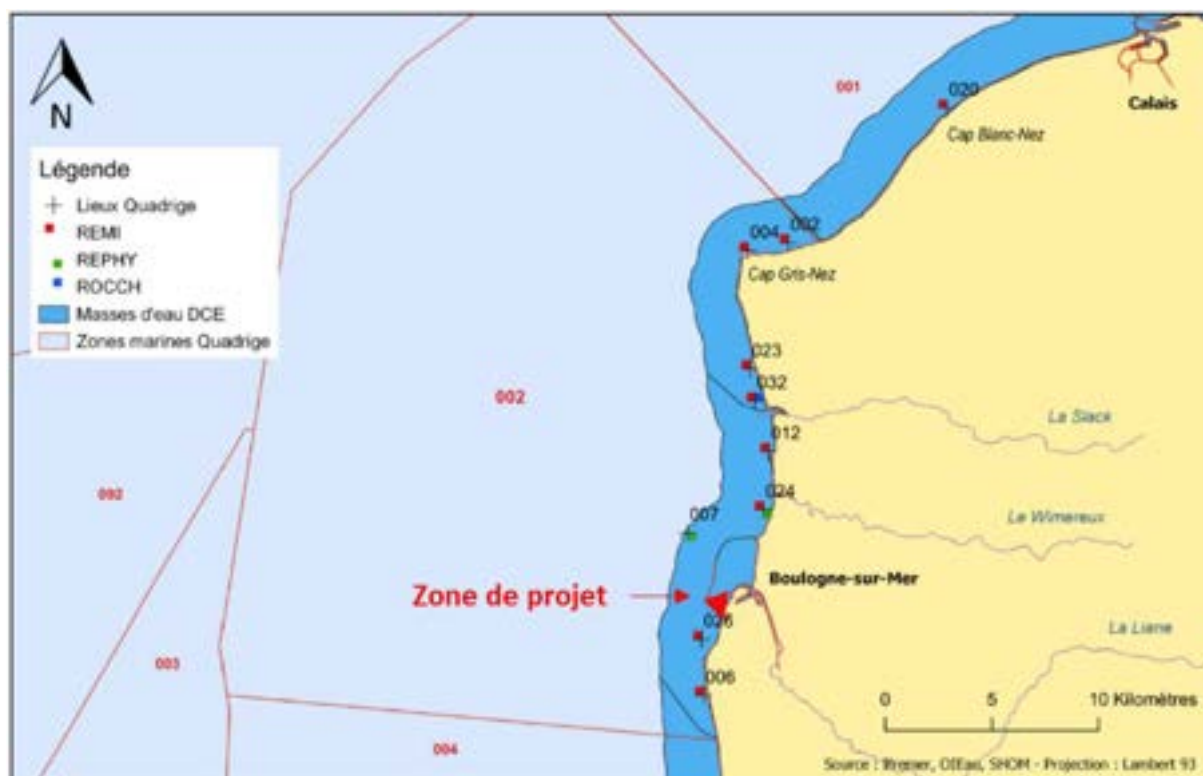 N
Légende
Lieux Quadrige
REMI
REPHY
ROCCH
Masses d'eau DCE
Zones marines Quadrige
001
020
Calais
Cap Blanc-Nez
004
002
Cap Gris-Nez
023
032
002
La Slack
012
002
024
007
Le Wimereux
Zone de projet
Boulogne-sur-Mer
026
La Liane
003
006
0 5 10 Kilomètres
004
Source : Ifremer, OIEau, SHOM - Projection : Lambert 93